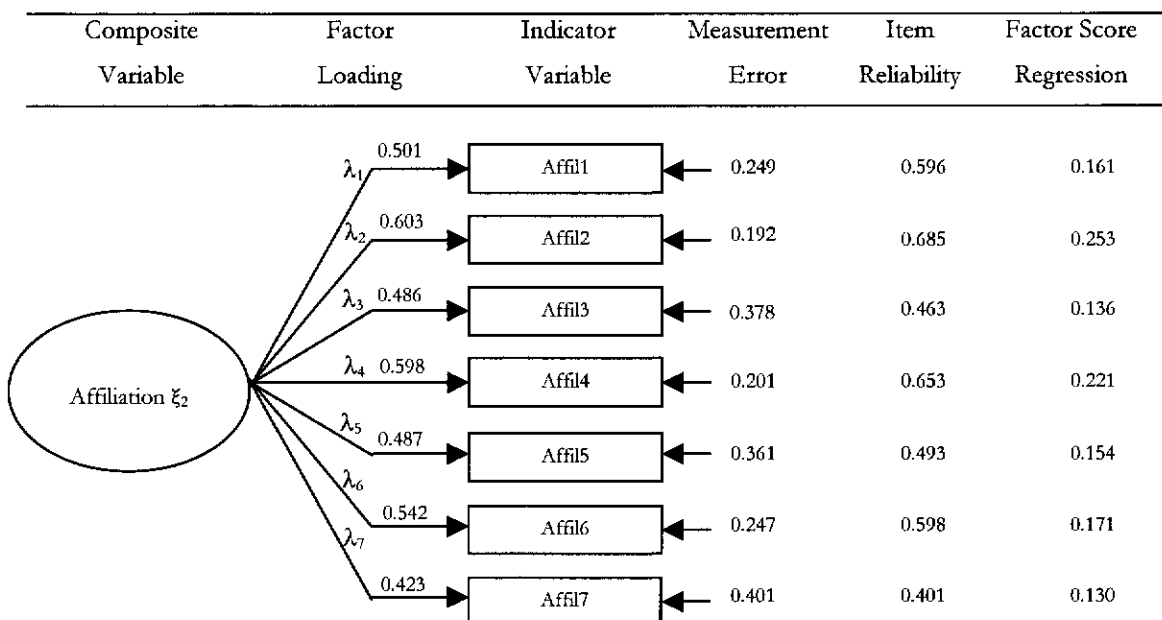 Composite Factor Indicator Measurement Item Factor Score
Variable Loading Variable Error Reliability Regression
λ1 0.501 Affil1 0.249 0.596 0.161
λ2 0.603 Affil2 0.192 0.685 0.253
λ3 0.486 Affil3 0.378 0.463 0.136
λ4 0.598 Affil4 0.201 0.653 0.221
Affiliation ξ2
λ5 0.487 Affil5 0.361 0.493 0.154
λ6 0.542 Affil6 0.247 0.598 0.171
λ7 0.423 Affil7 0.401 0.401 0.130